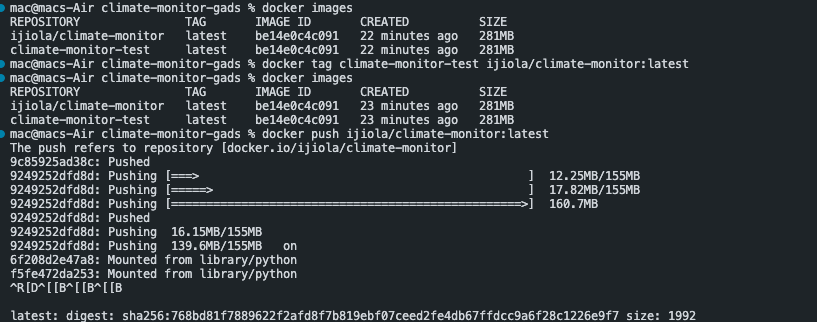 mac@macs-Air climate-monitor-gads % docker images
REPOSITORY TAG IMAGE ID CREATED SIZE
ijiola/climate-monitor latest be14e0c4c091 22 minutes ago 281MB
climate-monitor-test latest be14e0c4c091 22 minutes ago 281MB
mac@macs-Air climate-monitor-gads % docker tag climate-monitor-test ijiola/climate-monitor:latest
mac@macs-Air climate-monitor-gads % docker images
REPOSITORY TAG IMAGE ID CREATED SIZE
ijiola/climate-monitor latest be14e0c4c091 23 minutes ago 281MB
climate-monitor-test latest be14e0c4c091 23 minutes ago 281MB
mac@macs-Air climate-monitor-gads % docker push ijiola/climate-monitor:latest
The push refers to repository [docker.io/ijiola/climate-monitor]
9c85925ad38c: Pushed
9249252dfd8d: Pushing [===> ] 12.25MB/155MB
9249252dfd8d: Pushing [=====> ] 17.82MB/155MB
9249252dfd8d: Pushing [==================================================>] 160.7MB
9249252dfd8d: Pushed
9249252dfd8d: Pushing 16.15MB/155MB
9249252dfd8d: Pushing 139.6MB/155MB on
6f208d2e47a8: Mounted from library/python
f5fe472da253: Mounted from library/python
^R[D^[[B^[[B^[[B
latest: digest: sha256:768bd81f7889622f2afd8f7b819ebf07ceed2fe4db67ffdcc9a6f28c1226e9f7 size: 1992